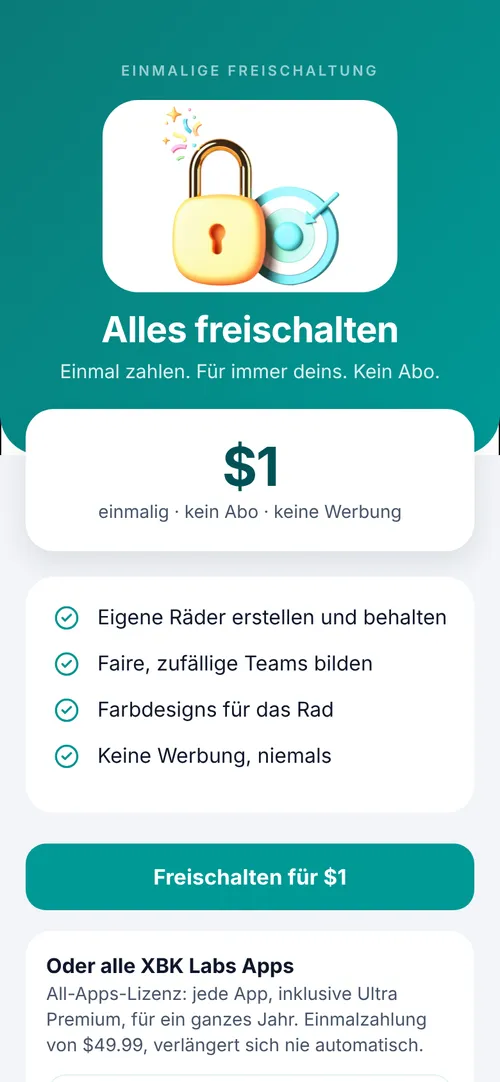 EINMALIGE FREISCHALTUNG
Alles freischalten
Einmal zahlen. Für immer deins. Kein Abo.
$1
einmalig · kein Abo · keine Werbung
Eigene Räder erstellen und behalten
Faire, zufällige Teams bilden
Farbdesigns für das Rad
Keine Werbung, niemals
Freischalten für $1
Oder alle XBK Labs Apps
All-Apps-Lizenz: jede App, inklusive Ultra
Premium, für ein ganzes Jahr. Einmalzahlung
von $49.99, verlängert sich nie automatisch.